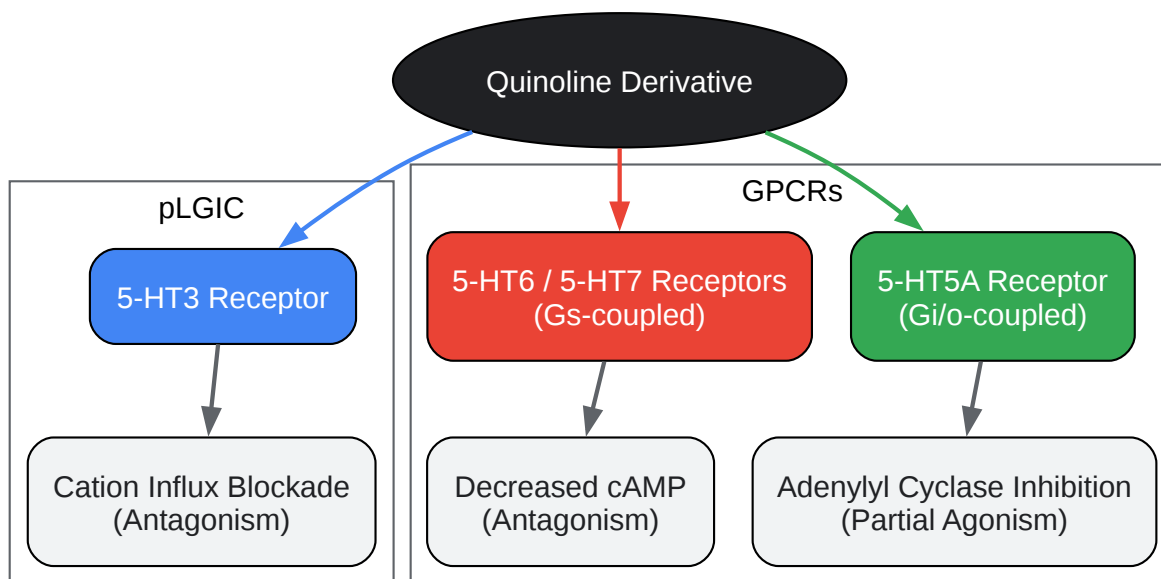 Quinoline Derivative
pLGIC
GPCRs
5-HT3 Receptor
5-HT6 / 5-HT7 Receptors
(Gs-coupled)
5-HT5A Receptor
(Gi/o-coupled)
Cation Influx Blockade
(Antagonism)
Decreased cAMP
(Antagonism)
Adenylyl Cyclase Inhibition
(Partial Agonism)